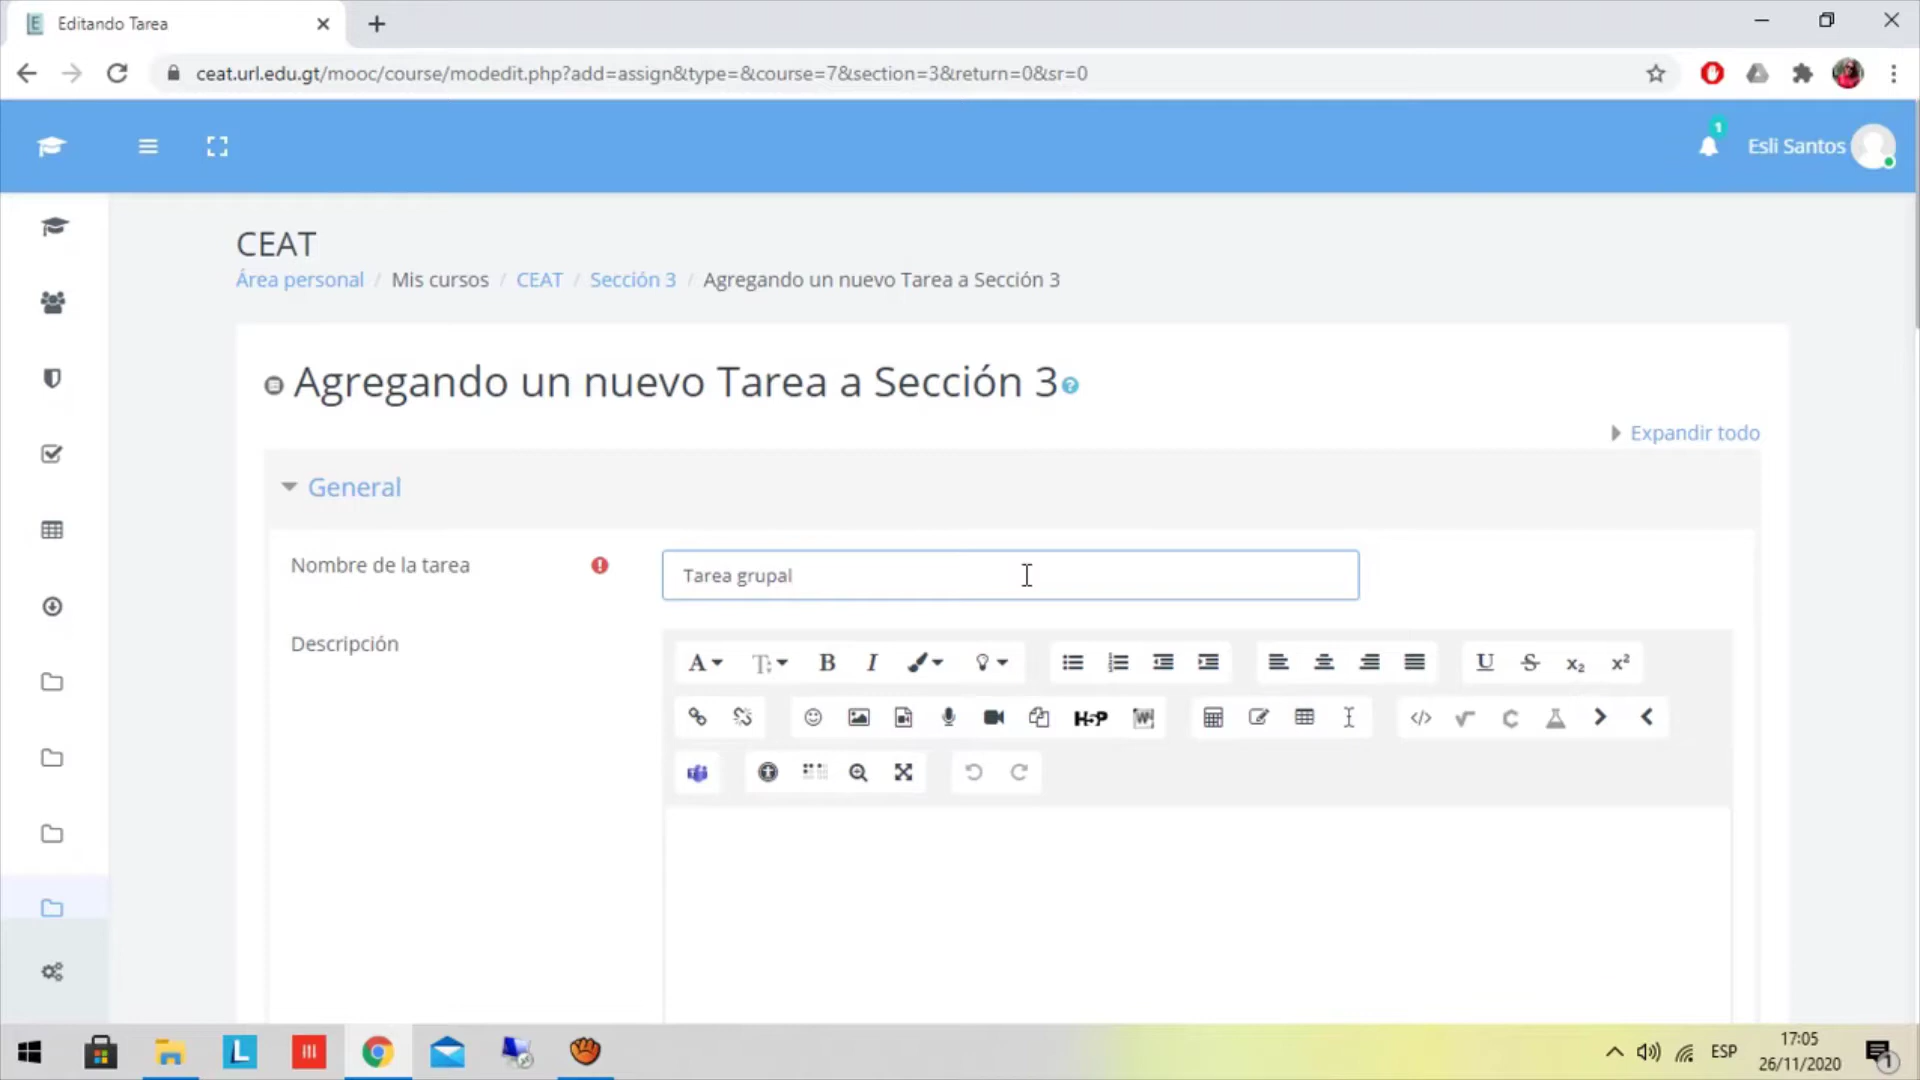 Editando Tarea
ceat.url.edu.gt/mooc/course/modedit.php?add=assign&type=&course=7&section=3&return=0&sr=0
1
Esli Santos
CEAT
Área personal / Mis cursos / CEAT / Sección 3 / Agregando un nuevo Tarea a Sección 3
Agregando un nuevo Tarea a Sección 3
Expandir todo
General
Nombre de la tarea
Tarea grupal
Descripción
H-P
L
ESP
17:05
26/11/2020
1